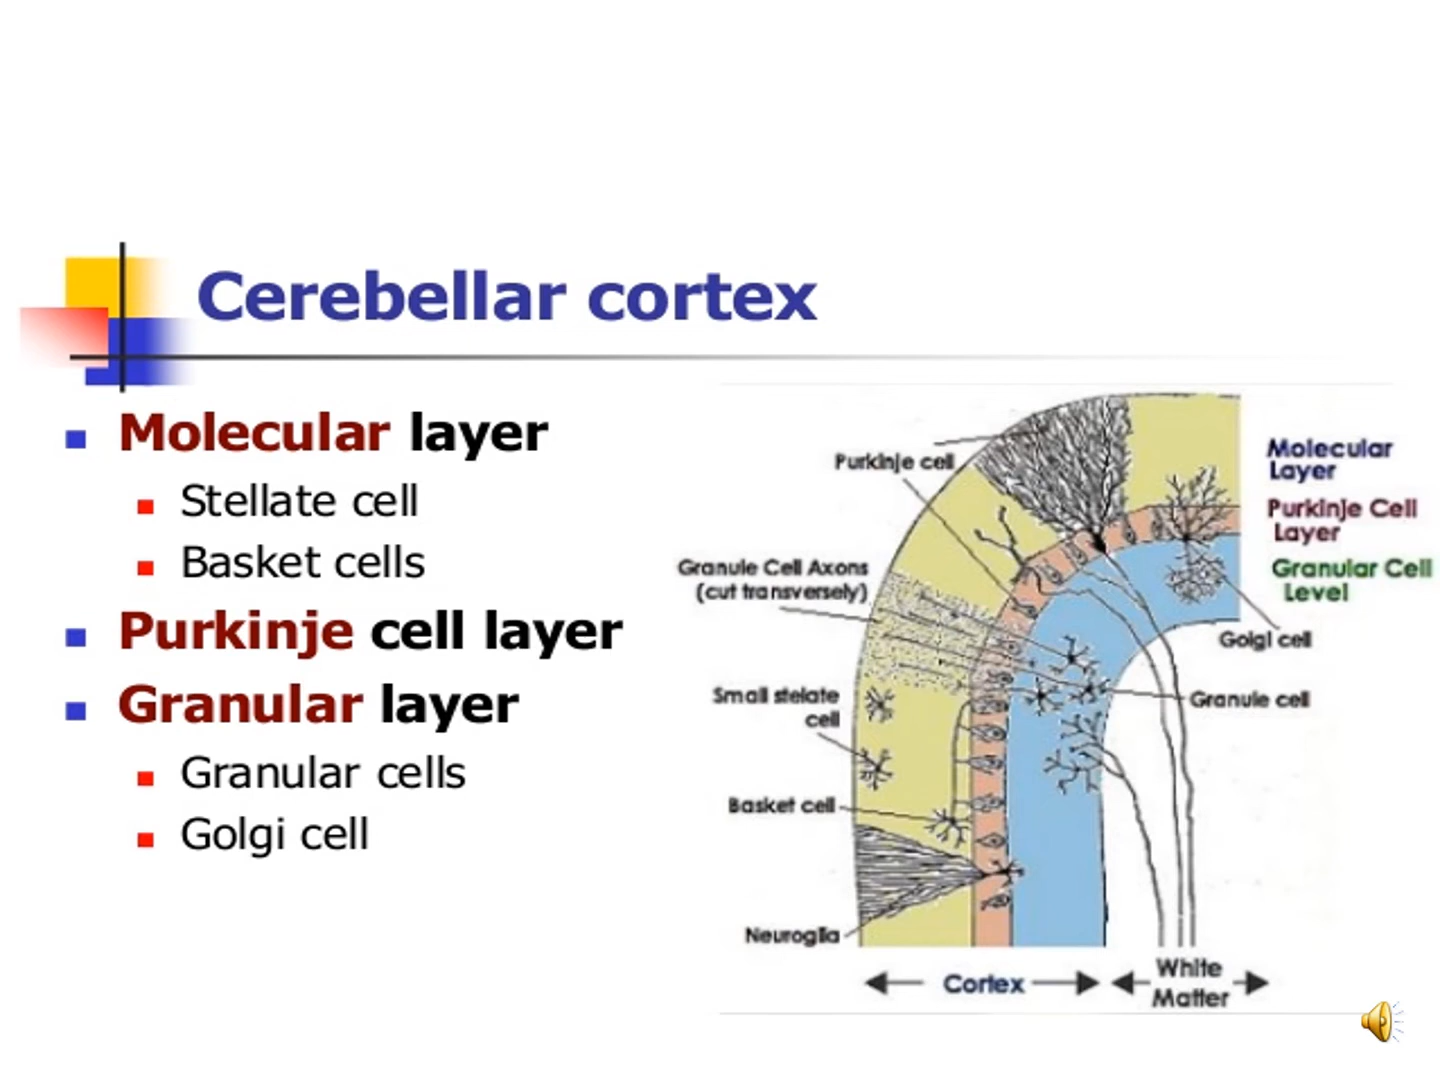 Cerebellar cortex
Molecular layer
Stellate cell
Basket cells
Purkinje cell layer
Granular layer
Granular cells
Golgi cell
Purkinje cell
Granule Cell Axons
(cut transversely)
Small stelate
cell
Basket cell
Neuroglia
Molecular
Layer
Purkinje Cell
Layer
Granular Cell
Level
Golgi cell
Granule cell
Cortex
White
Matter